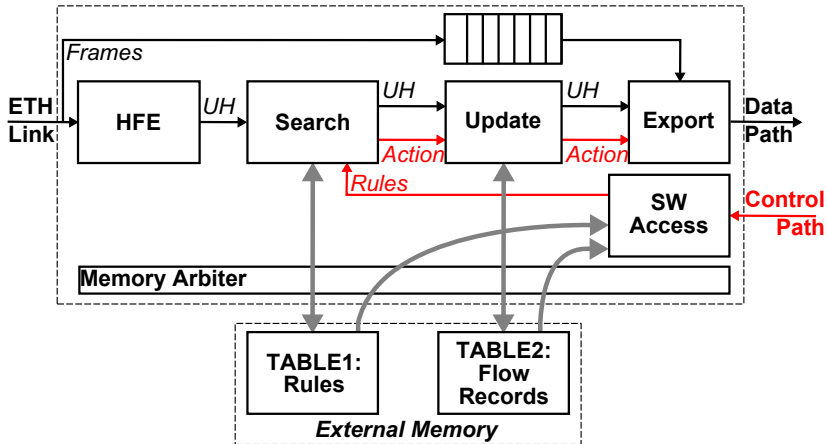 Frames
ETH
Link
HFE
UH
Search
UH
Action
Update
UH
Action
Export
Data
Path
Rules
SW
Access
Control
Path
Memory Arbiter
TABLE1:
Rules
TABLE2:
Flow
Records
External Memory